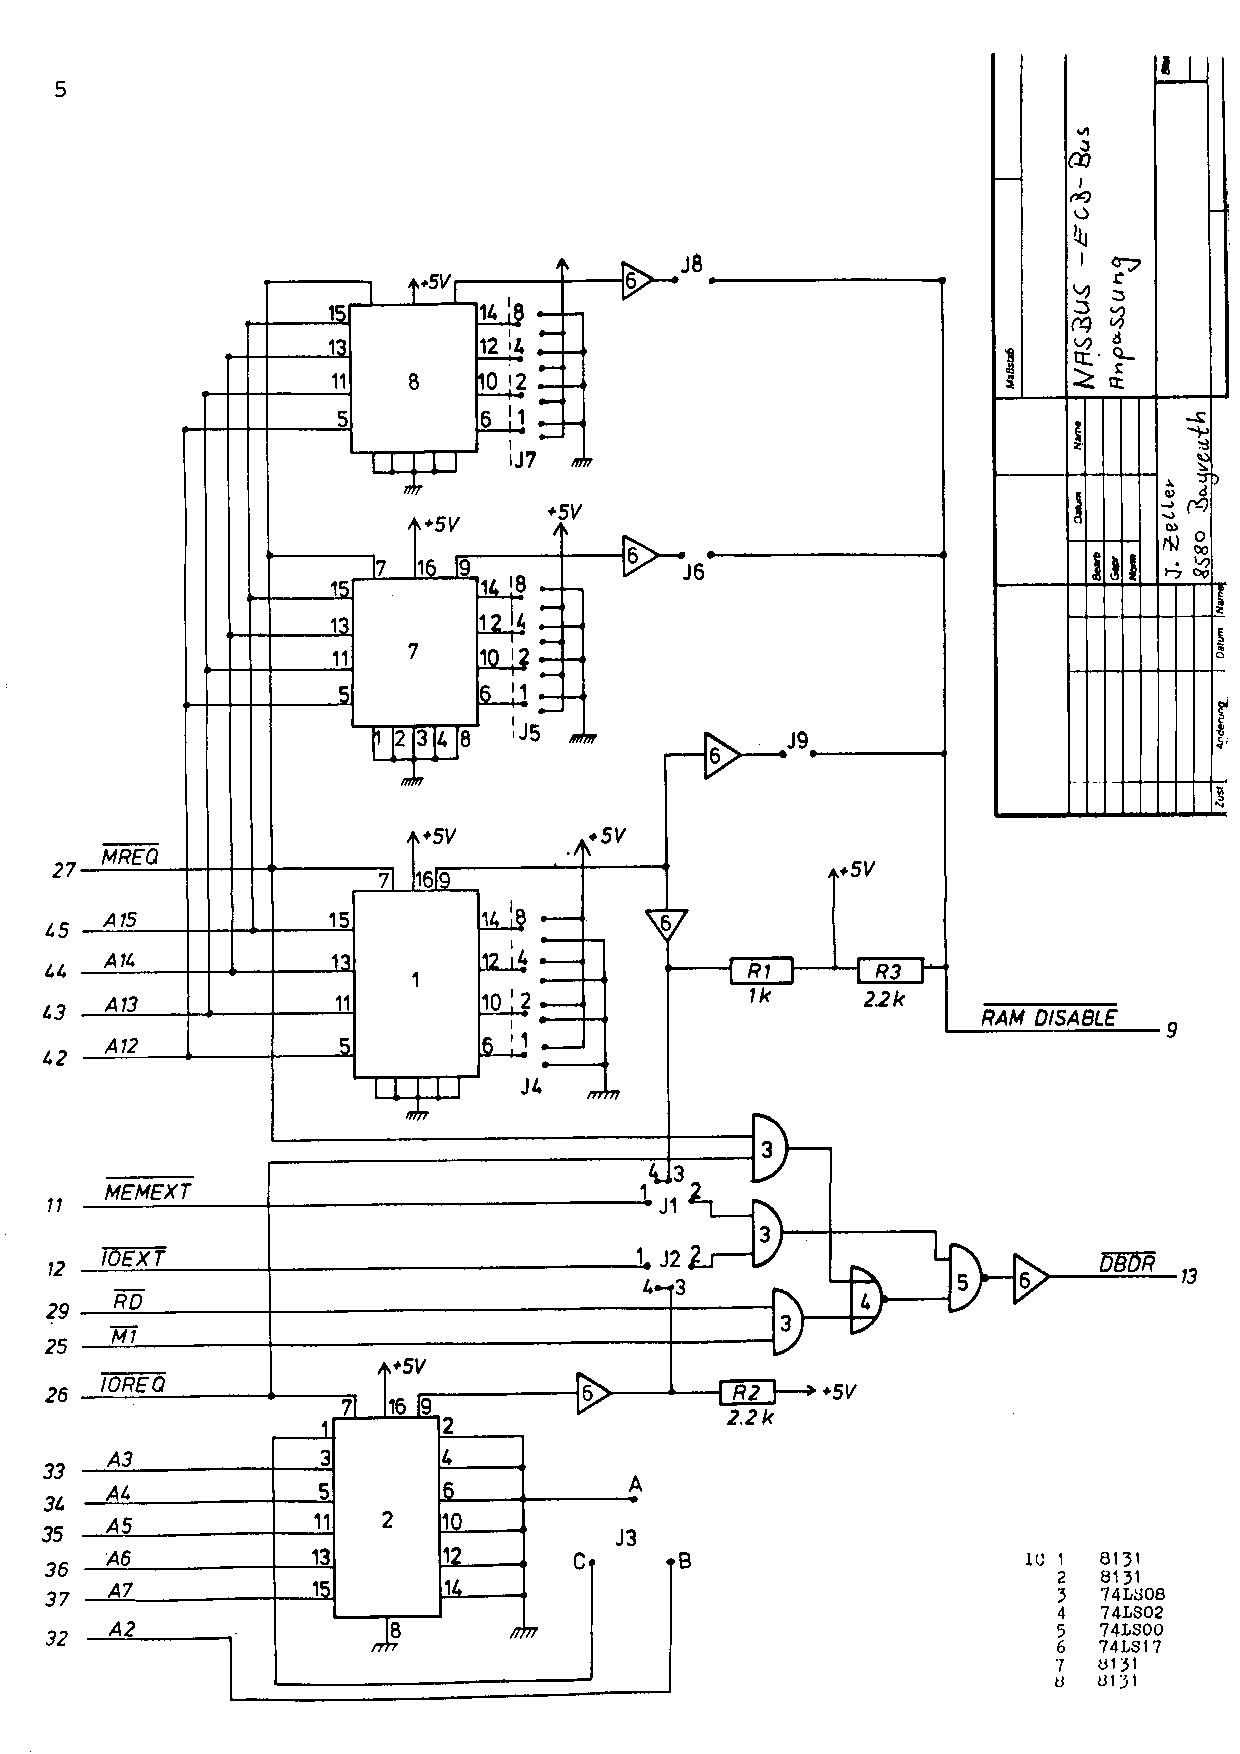 5
+5V
8
15
13
11
5
14 8
12 4
10 2
6 1
J7
6
J8
+5V
+5V
7 16 9
15
13
11
5
7
14 8
12 4
10 2
6 1
J5
1 2 3 4 8
6
J6
6
J9
27 MREQ
+5V
+5V
7 16 9
45 A15
44 A14
43 A13
42 A12
15
13
11
5
1
14 8
12 4
10 2
6 1
J4
6
+5V
R1
1k
R3
2.2k
RAM DISABLE
9
3
4 3
11 MEMEXT
1 J1 2
3
12 IOEXT
1 J2 2
4 3
29 RD
25 M1
3
4
5
6
DBDR
13
26 IOREQ
+5V
7 16 9
6
R2
2.2k
+5V
1
3
5
11
13
15
2
2
4
6
10
12
14
8
33 A3
34 A4
35 A5
36 A6
37 A7
32 A2
A
J3
C
B
IC 1 8131
2 8131
3 74LS08
4 74LS02
5 74LS00
6 74LS17
7 8131
8 8131
Maßstab
NASBUS - ECB-Bus
Anpassung
Datum Name
Bearb
Gepr
Norm
J. Zeller
8580 Bayreuth
Zust Änderung Datum Name